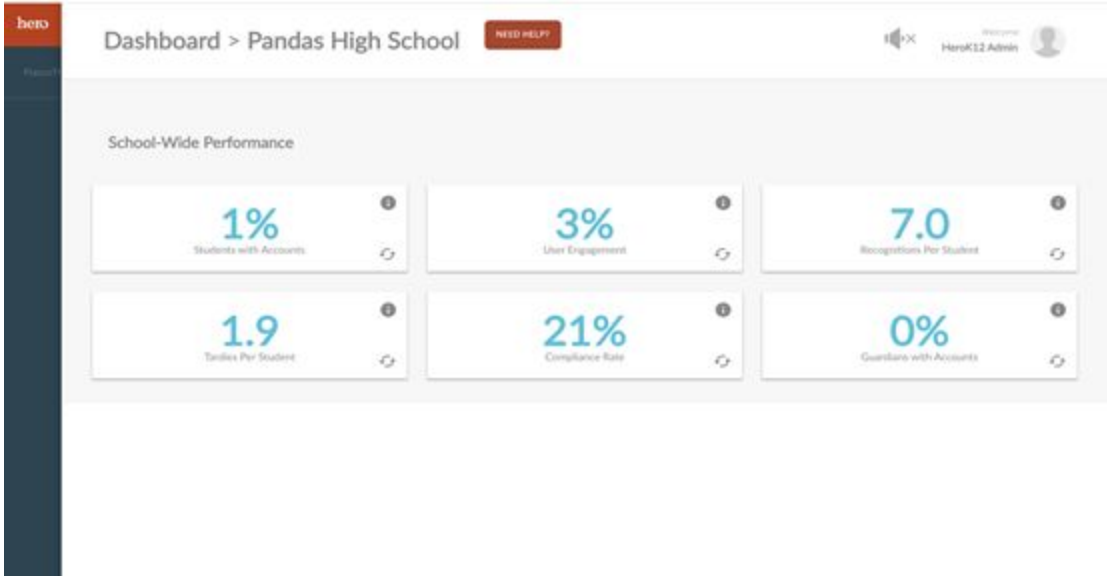 hero
Dashboard > Pandas High School
NEED HELP?
Welcome
HeroK12 Admin
School-Wide Performance
1%
Students with Accounts
3%
User Engagement
7.0
Recognitions Per Student
1.9
Tardies Per Student
21%
Compliance Rate
0%
Guardians with Accounts